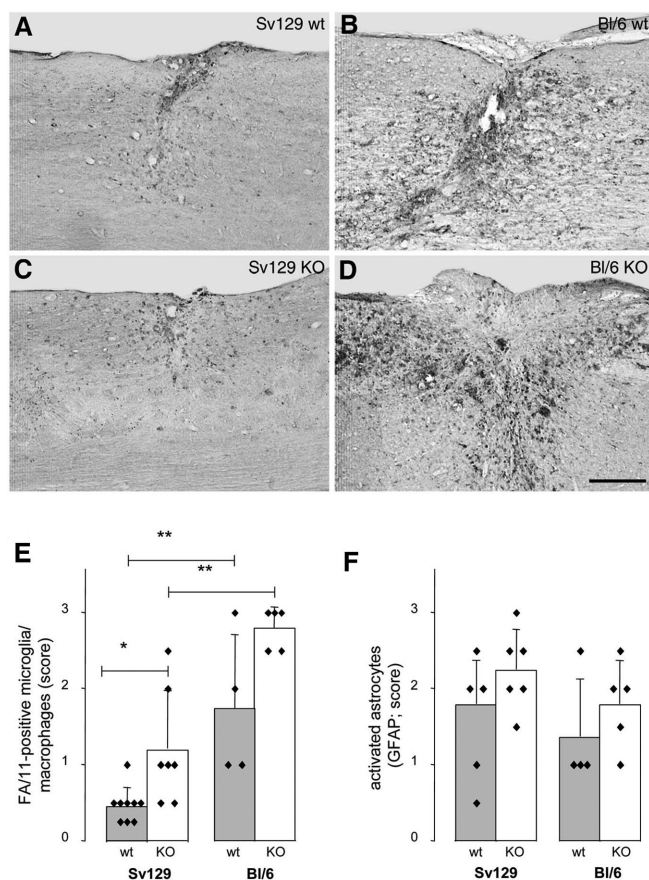 A
Sv129 wt
B
Bl/6 wt
C
Sv129 KO
D
Bl/6 KO
E
**
**
*
FA/11-positive microglia/
macrophages (score)
3
2
1
0
wt
KO
wt
KO
Sv129
Bl/6
F
activated astrocytes
(GFAP; score)
3
2
1
0
wt
KO
wt
KO
Sv129
Bl/6